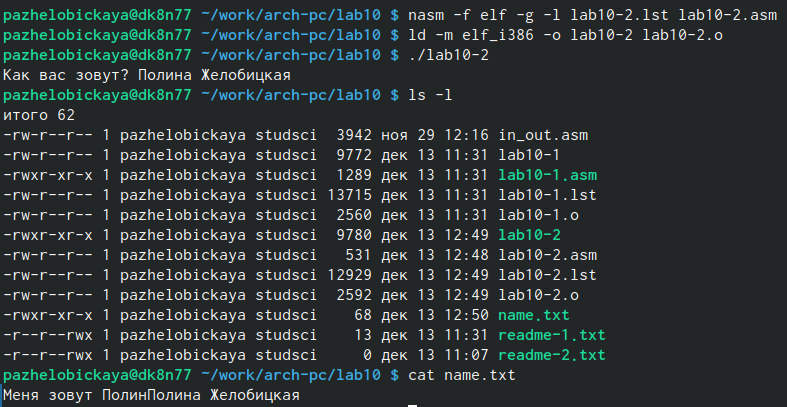 pazhelobickaya@dk8n77 ~/work/arch-pc/lab10 $ nasm -f elf -g -l lab10-2.lst lab10-2.asm
pazhelobickaya@dk8n77 ~/work/arch-pc/lab10 $ ld -m elf_i386 -o lab10-2 lab10-2.o
pazhelobickaya@dk8n77 ~/work/arch-pc/lab10 $ ./lab10-2
Как вас зовут? Полина Желобицкая
pazhelobickaya@dk8n77 ~/work/arch-pc/lab10 $ ls -l
итого 62
-rw-r--r-- 1 pazhelobickaya studsci  3942 ноя 29 12:16 in_out.asm
-rw-r--r-- 1 pazhelobickaya studsci  9772 дек 13 11:31 lab10-1
-rwxr-xr-x 1 pazhelobickaya studsci  1289 дек 13 11:31 lab10-1.asm
-rw-r--r-- 1 pazhelobickaya studsci 13715 дек 13 11:31 lab10-1.lst
-rw-r--r-- 1 pazhelobickaya studsci  2560 дек 13 11:31 lab10-1.o
-rwxr-xr-x 1 pazhelobickaya studsci  9780 дек 13 12:49 lab10-2
-rw-r--r-- 1 pazhelobickaya studsci   531 дек 13 12:48 lab10-2.asm
-rw-r--r-- 1 pazhelobickaya studsci 12929 дек 13 12:49 lab10-2.lst
-rw-r--r-- 1 pazhelobickaya studsci  2592 дек 13 12:49 lab10-2.o
-rwxr-xr-x 1 pazhelobickaya studsci    68 дек 13 12:50 name.txt
-r--r--rwx 1 pazhelobickaya studsci    13 дек 13 11:31 readme-1.txt
-r--r--rwx 1 pazhelobickaya studsci     0 дек 13 11:07 readme-2.txt
pazhelobickaya@dk8n77 ~/work/arch-pc/lab10 $ cat name.txt
Меня зовут ПолинПолина Желобицкая